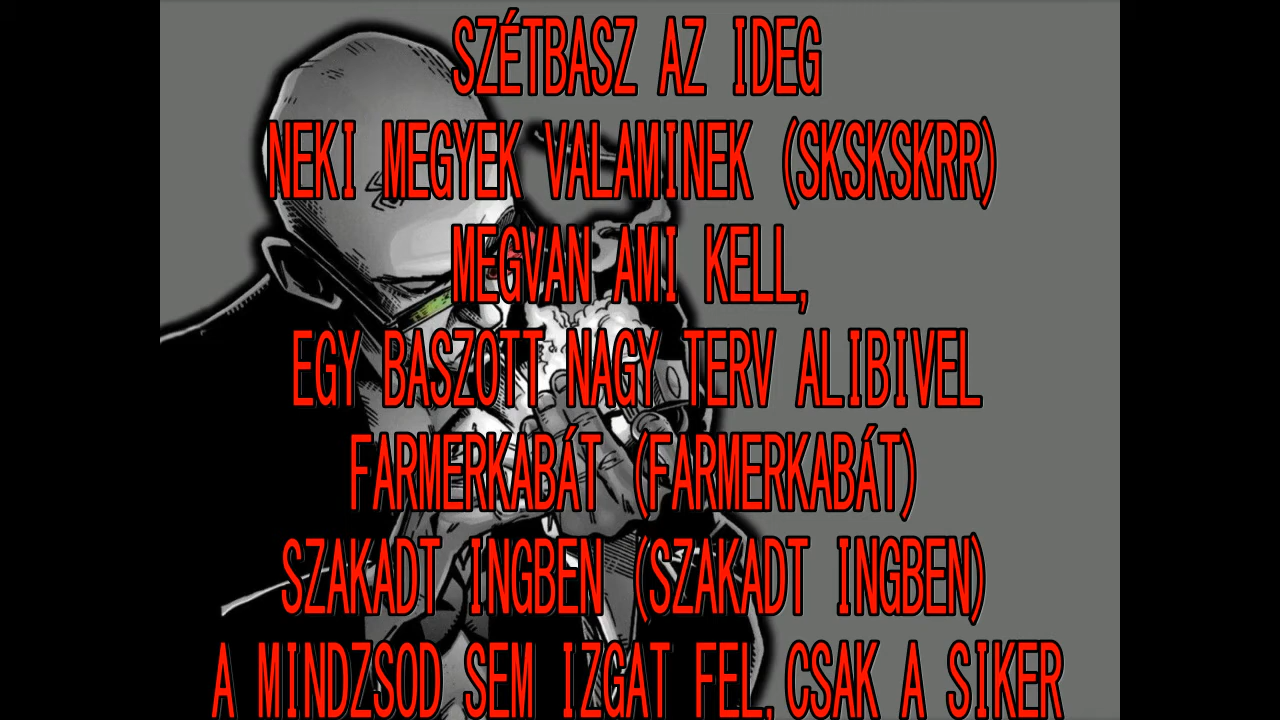 SZÉTBASZ AZ IDEG
NEKI MEGYEK VALAMINEK (SKSKSKRR)
MEGVAN AMI KELL,
EGY BASZOTT NAGY TERV ALIBIVEL
FARMERKABÁT (FARMERKABÁT)
SZAKADT INGBEN (SZAKADT INGBEN)
A MINDZSOD SEM IZGAT FEL,CSAK A SIKER